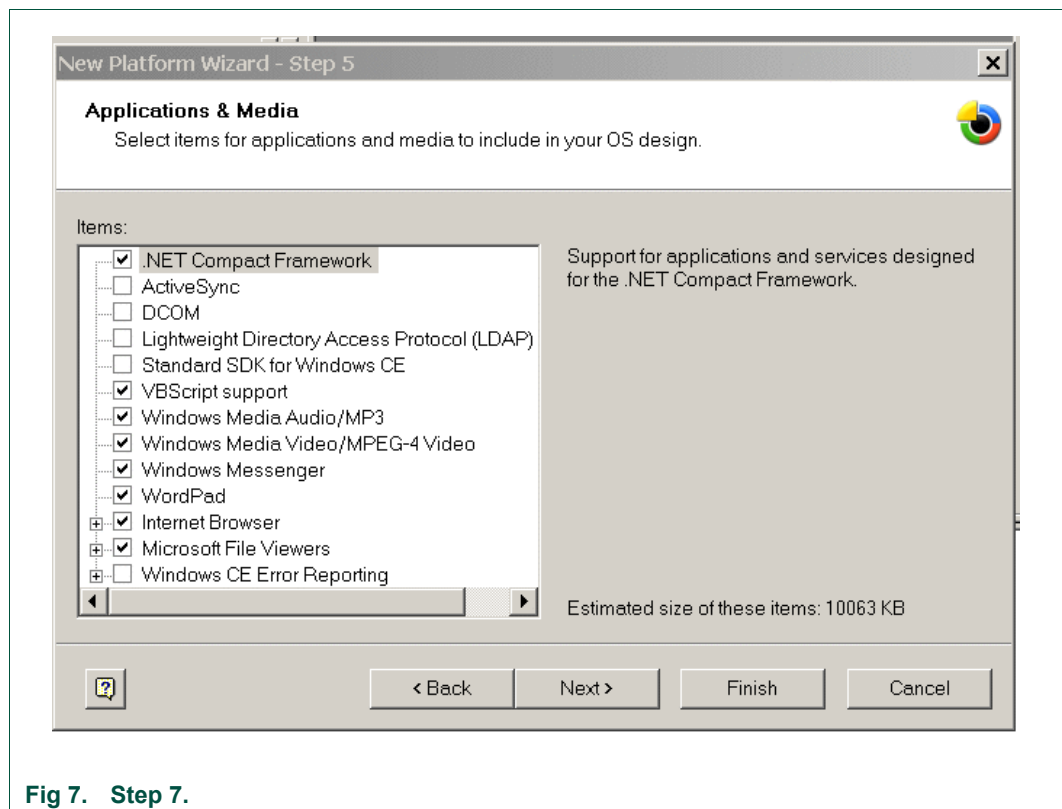 New Platform Wizard - Step 5
Applications & Media
Select items for applications and media to include in your OS design.
Items:
.NET Compact Framework
ActiveSync
DCOM
Lightweight Directory Access Protocol (LDAP)
Standard SDK for Windows CE
VBScript support
Windows Media Audio/MP3
Windows Media Video/MPEG-4 Video
Windows Messenger
WordPad
Internet Browser
Microsoft File Viewers
Windows CE Error Reporting
Support for applications and services designed
for the .NET Compact Framework.
Estimated size of these items: 10063 KB
< Back
Next >
Finish
Cancel
Fig 7. Step 7.